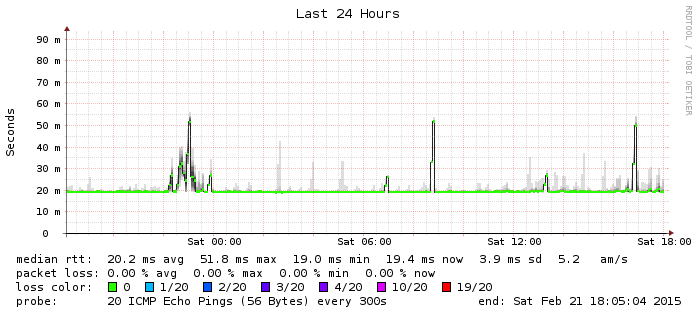 Last 24 Hours
RRDTOOL / TOBI OETIKER
Seconds
90 m
80 m
70 m
60 m
50 m
40 m
30 m
20 m
10 m
0
Sat 00:00 Sat 06:00 Sat 12:00 Sat 18:00
median rtt: 20.2 ms avg 51.8 ms max 19.0 ms min 19.4 ms now 3.9 ms sd 5.2 am/s
packet loss: 0.00 % avg 0.00 % max 0.00 % min 0.00 % now
loss color: 0 1/20 2/20 3/20 4/20 10/20 19/20
probe: 20 ICMP Echo Pings (56 Bytes) every 300s end: Sat Feb 21 18:05:04 2015